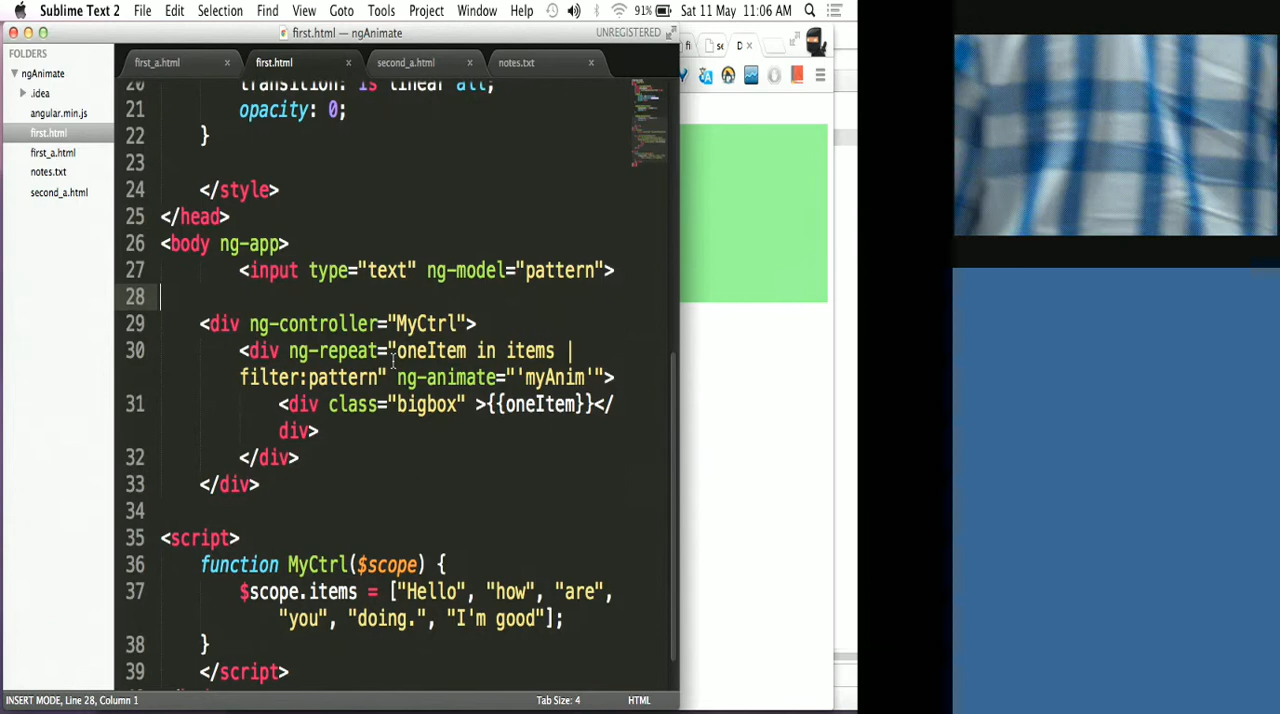 Sublime Text 2 File Edit Selection Find View Goto Tools Project Window Help 91% Sat 11 May 11:06 AM
first.html — ngAnimate UNREGISTERED
FOLDERS
ngAnimate
.idea
angular.min.js
first.html
first_a.html
notes.txt
second_a.html
first_a.html × first.html × second_a.html × notes.txt ×
20 transition: 1s linear all;
21 opacity: 0;
22 }
23
24 </style>
25 </head>
26 <body ng-app>
27 <input type="text" ng-model="pattern">
28
29 <div ng-controller="MyCtrl">
30 <div ng-repeat="oneItem in items |
filter:pattern" ng-animate="'myAnim'">
31 <div class="bigbox" >{{oneItem}}</
div>
32 </div>
33 </div>
34
35 <script>
36 function MyCtrl($scope) {
37 $scope.items = ["Hello", "how", "are",
"you", "doing.", "I'm good"];
38 }
39 </script>
INSERT MODE, Line 28, Column 1 Tab Size: 4 HTML